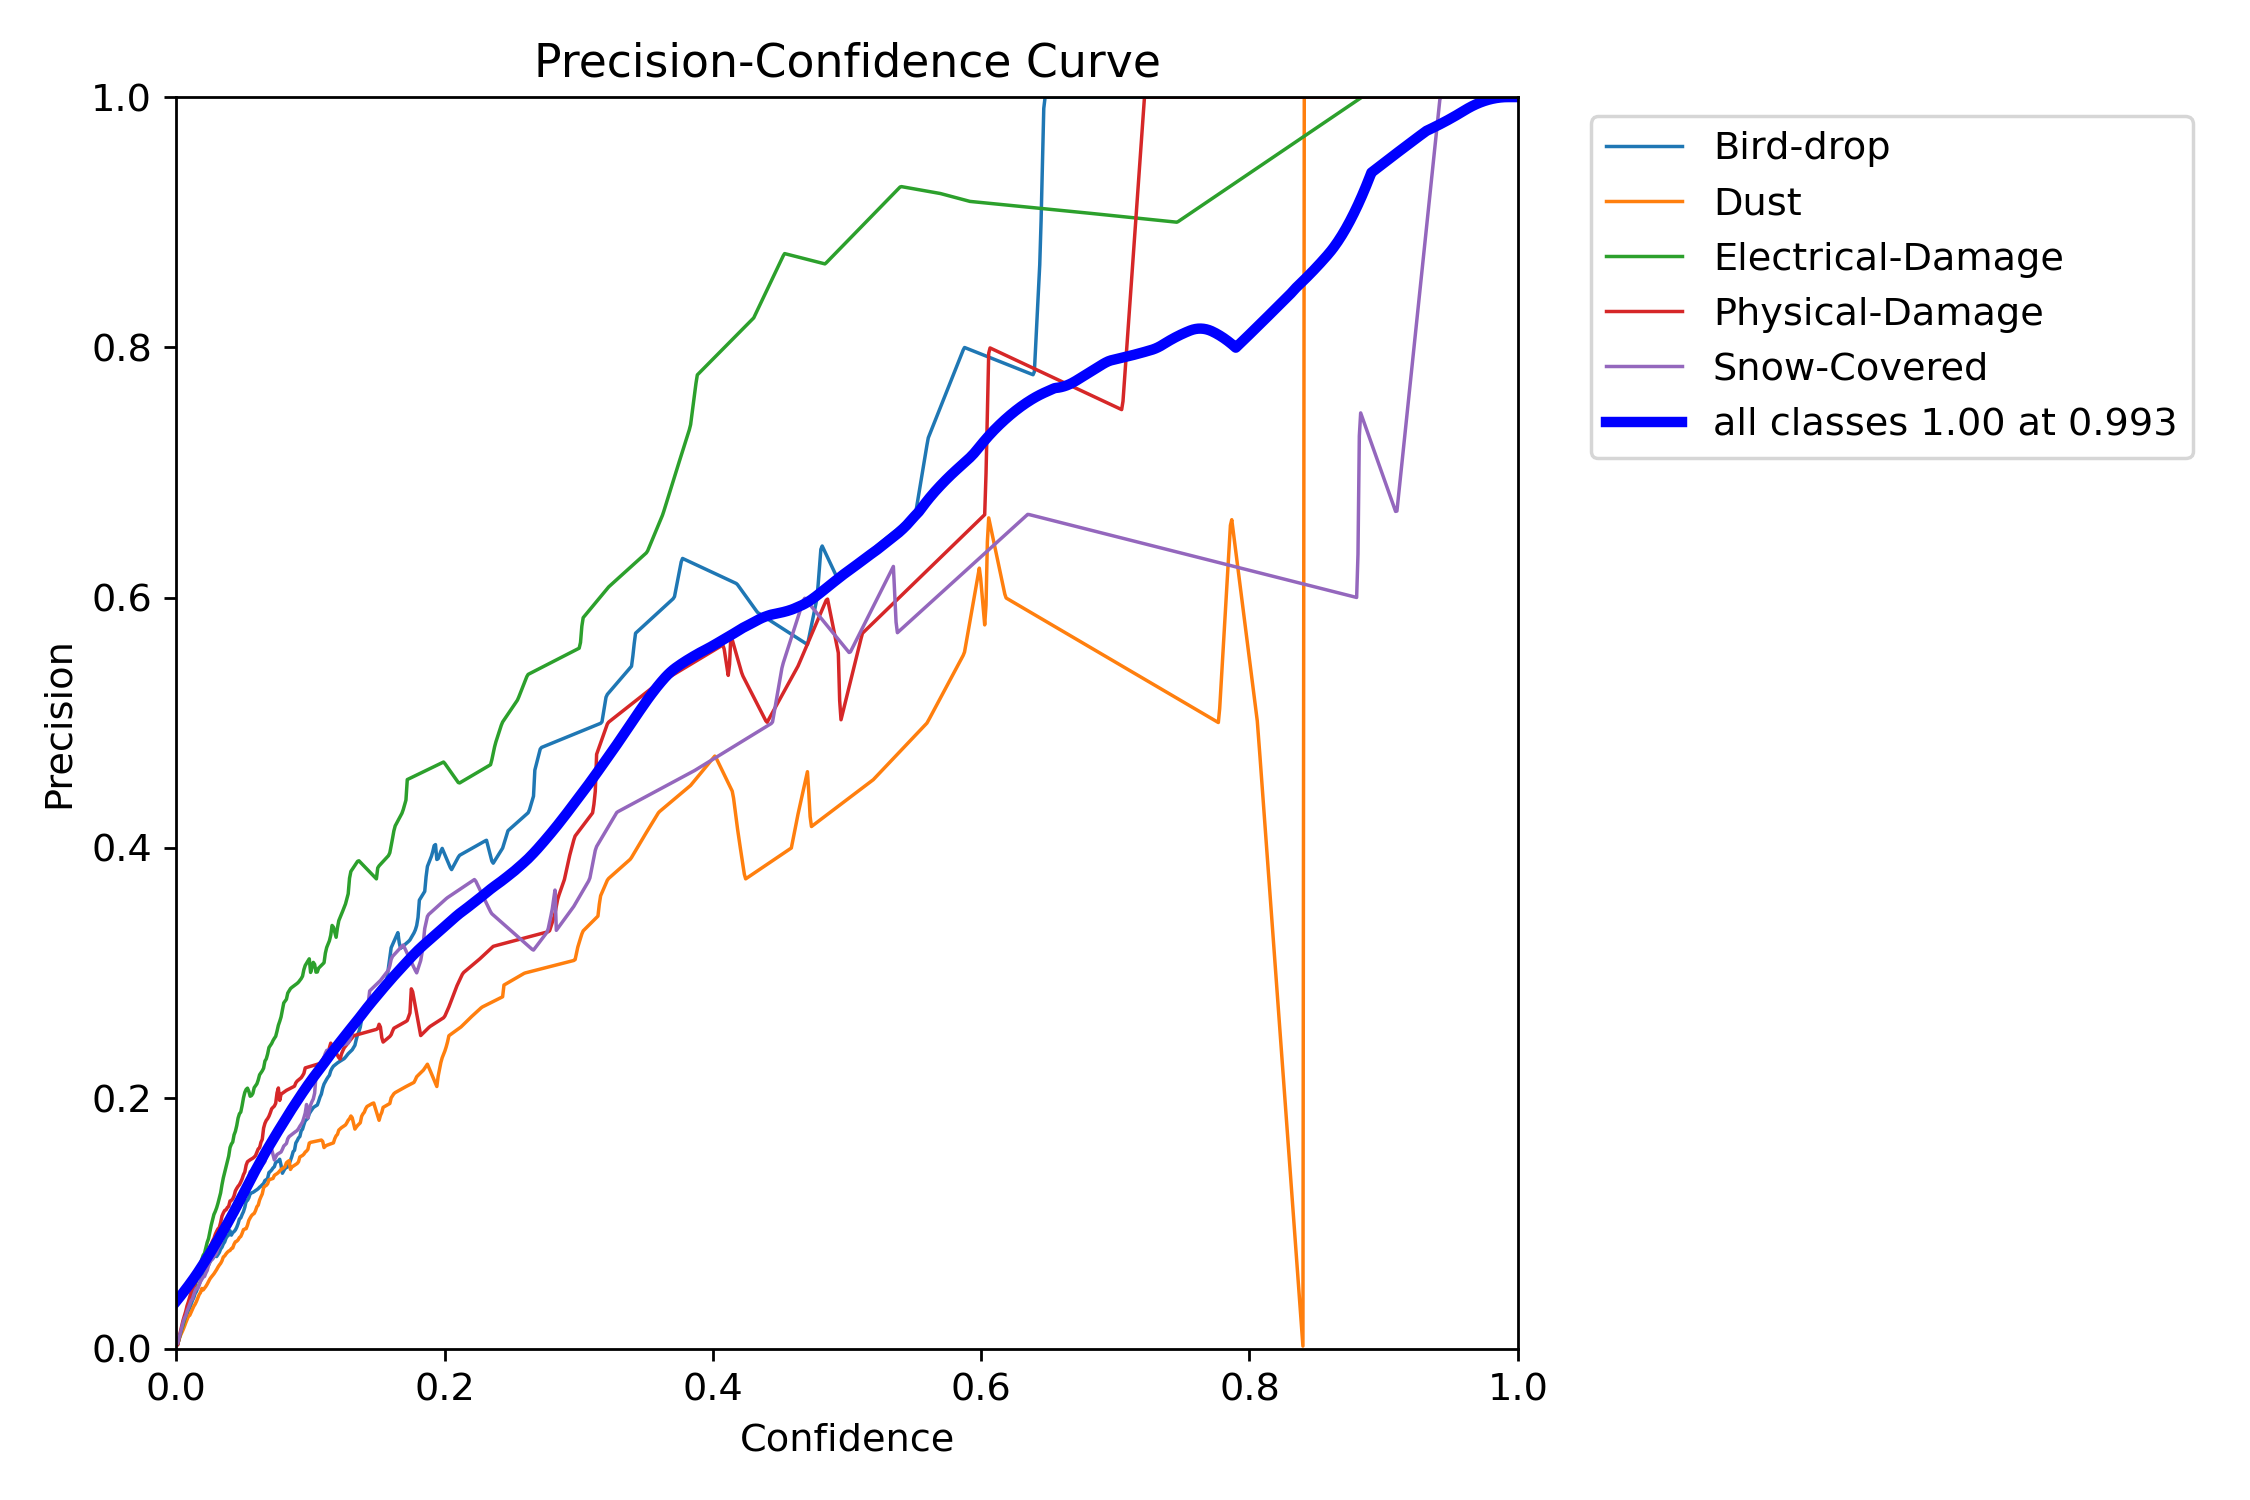 Precision-Confidence Curve
1.0
0.8
0.6
0.4
0.2
0.0
Precision
0.0 0.2 0.4 0.6 0.8 1.0
Confidence
Bird-drop
Dust
Electrical-Damage
Physical-Damage
Snow-Covered
all classes 1.00 at 0.993